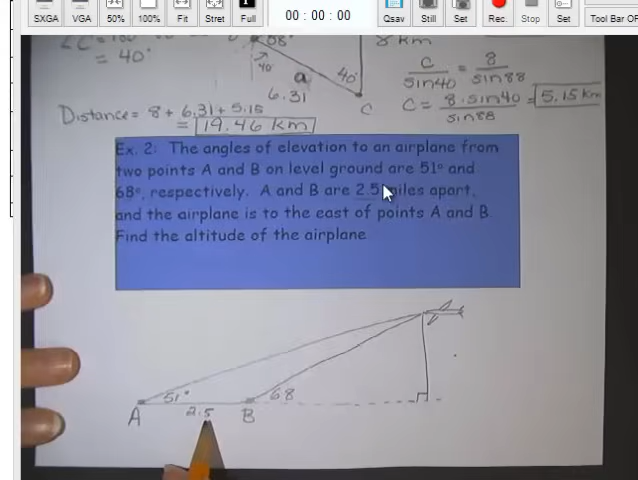 SXGA VGA 50% 100% Fit Stret Full 00 : 00 : 00 Qsav Still Set Rec. Stop Set Tool Bar
= 40°
68°
40°
a
40°
6.31
C
8 km
c/sin40 = 8/sin88
C = 8.sin40/sin88 = 5.15 km
Distance = 8 + 6.31 + 5.15
= 19.46 km
Ex. 2: The angles of elevation to an airplane from
two points A and B on level ground are 51° and
68°, respectively. A and B are 2.5 miles apart,
and the airplane is to the east of points A and B.
Find the altitude of the airplane
51°
68
A
2.5
B